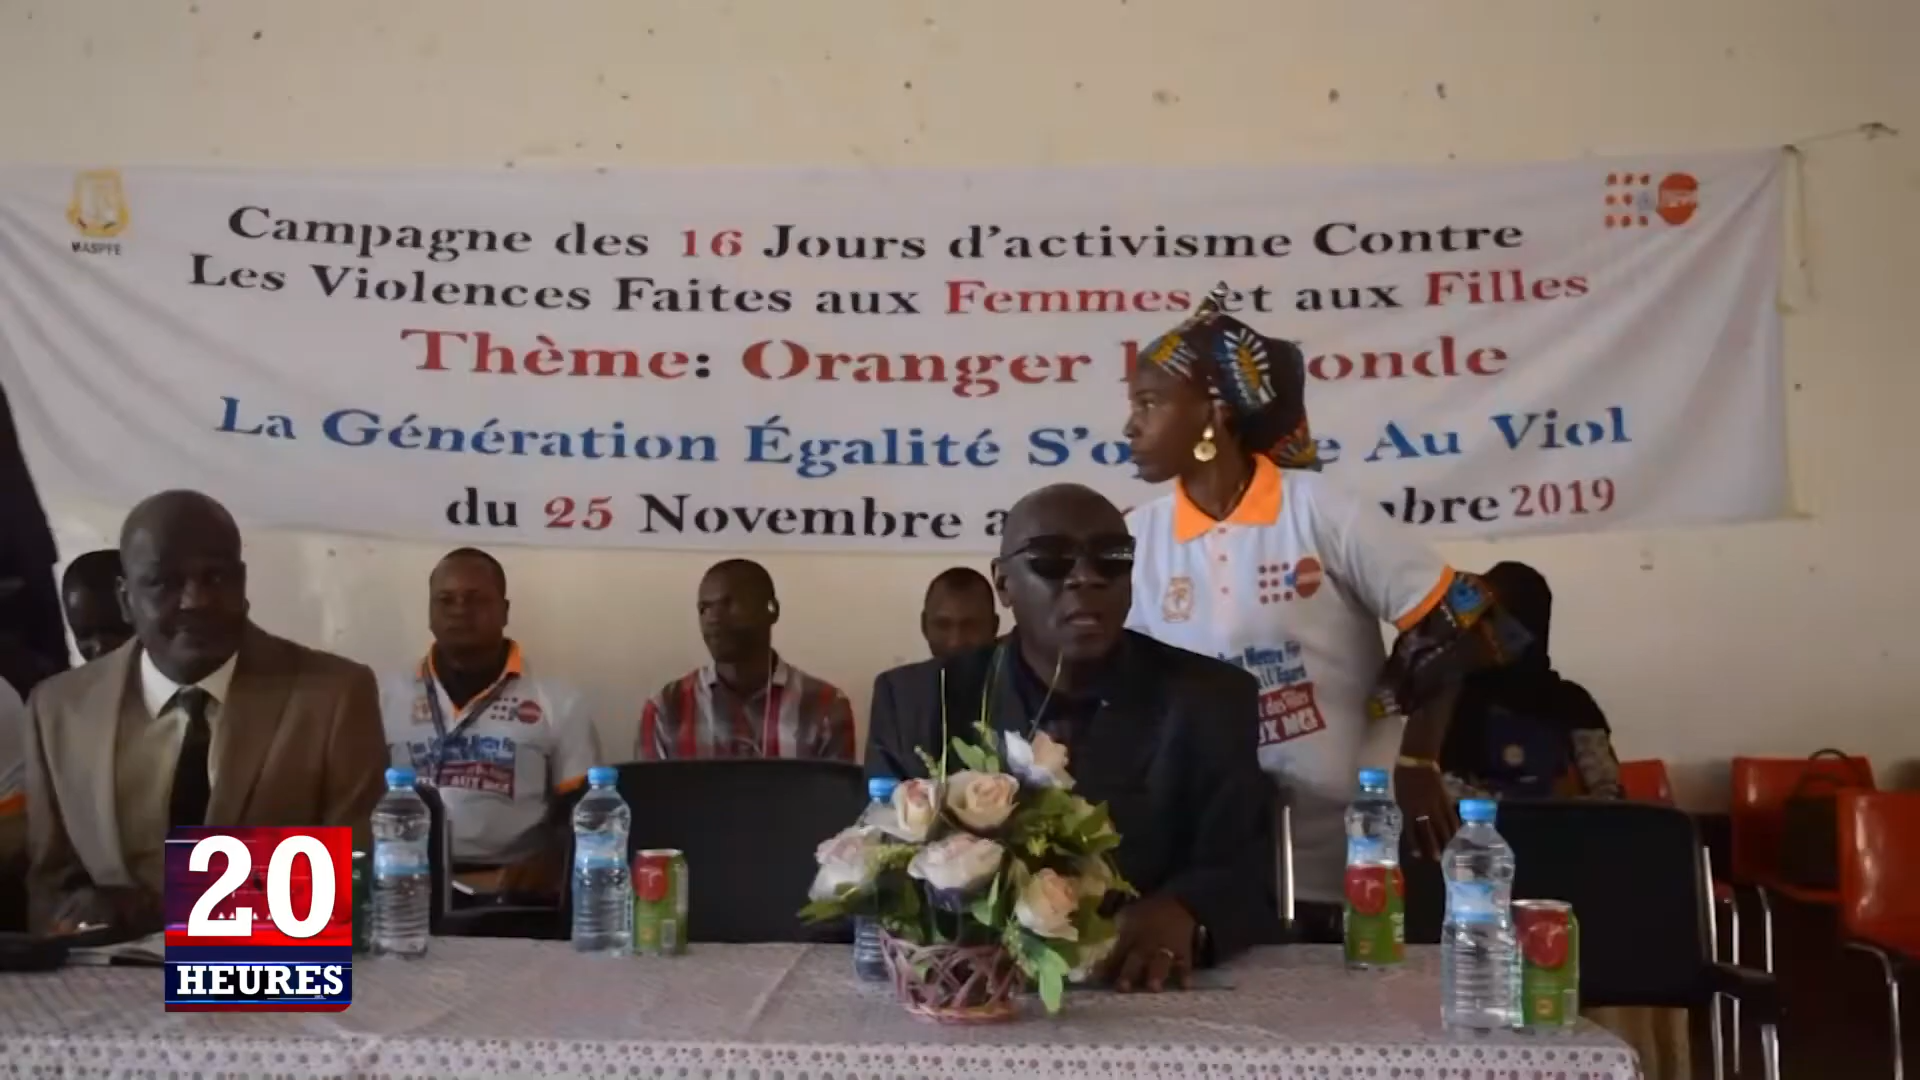 MASPFE
Campagne des 16 Jours d'activisme Contre
Les Violences Faites aux Femmes et aux Filles
Thème: Oranger
La Génération Égalité Au Viol
du 25 Novembre 2019
20
HEURES